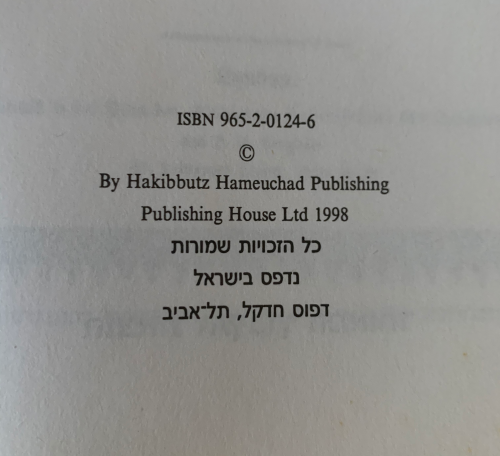 ISBN 965-2-0124-6
©
By Hakibbutz Hameuchad Publishing
Publishing House Ltd 1998
כל הזכויות שמורות
נדפס בישראל
דפוס חדקל, תל־אביב